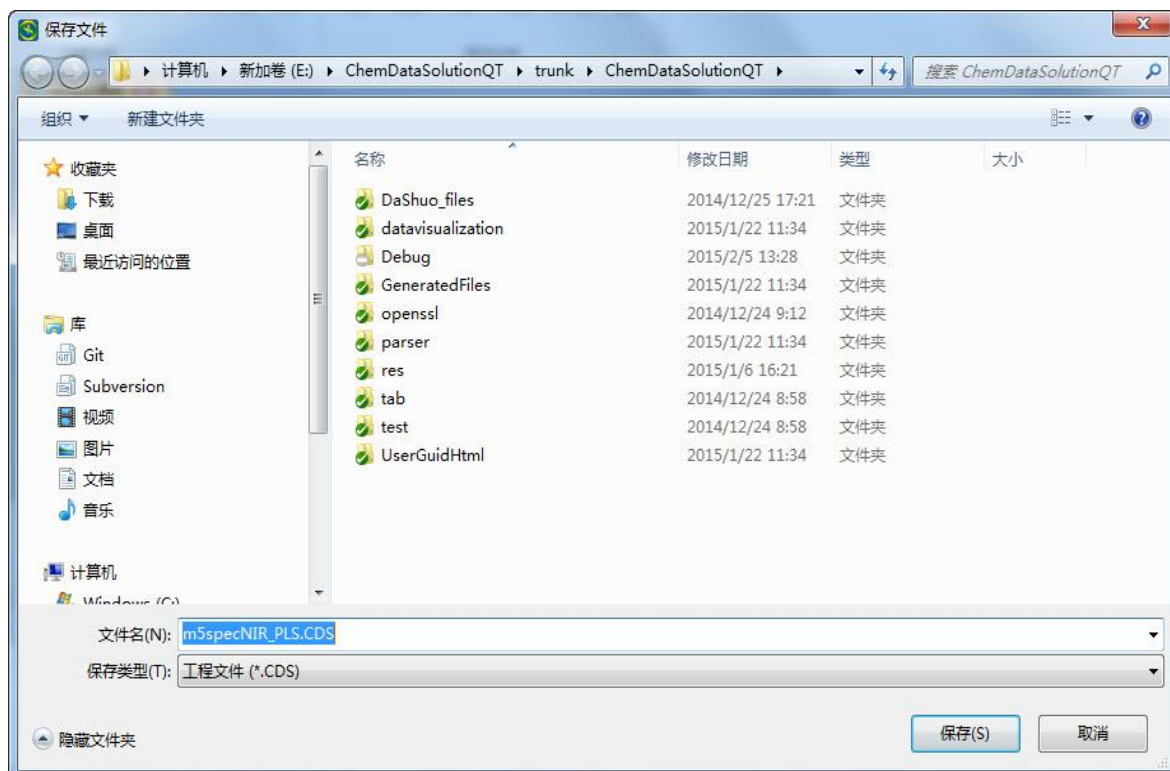 保存文件
计算机 新加卷 (E:) ChemDataSolutionQT trunk ChemDataSolutionQT 搜索 ChemDataSolutionQT
组织 新建文件夹
收藏夹
下载
桌面
最近访问的位置
库
Git
Subversion
视频
图片
文档
音乐
计算机
Windows (C:)
名称 修改日期 类型 大小
DaShuo_files 2014/12/25 17:21 文件夹
datavisualization 2015/1/22 11:34 文件夹
Debug 2015/2/5 13:28 文件夹
GeneratedFiles 2015/1/22 11:34 文件夹
openssl 2014/12/24 9:12 文件夹
parser 2015/1/22 11:34 文件夹
res 2015/1/6 16:21 文件夹
tab 2014/12/24 8:58 文件夹
test 2014/12/24 8:58 文件夹
UserGuidHtml 2015/1/22 11:34 文件夹
文件名(N): m5specNIR_PLS.CDS
保存类型(T): 工程文件 (*.CDS)
隐藏文件夹 保存(S) 取消